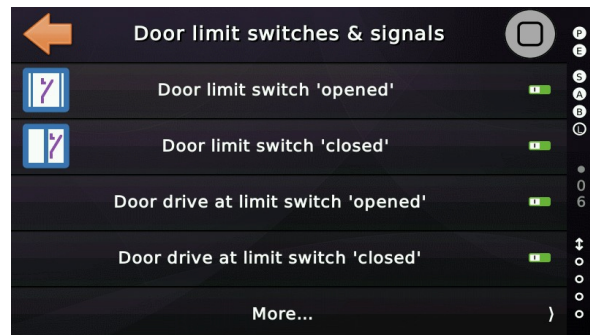 Door limit switches & signals
Door limit switch 'opened'
Door limit switch 'closed'
Door drive at limit switch 'opened'
Door drive at limit switch 'closed'
More...
P
E
S
A
B
L
0
6